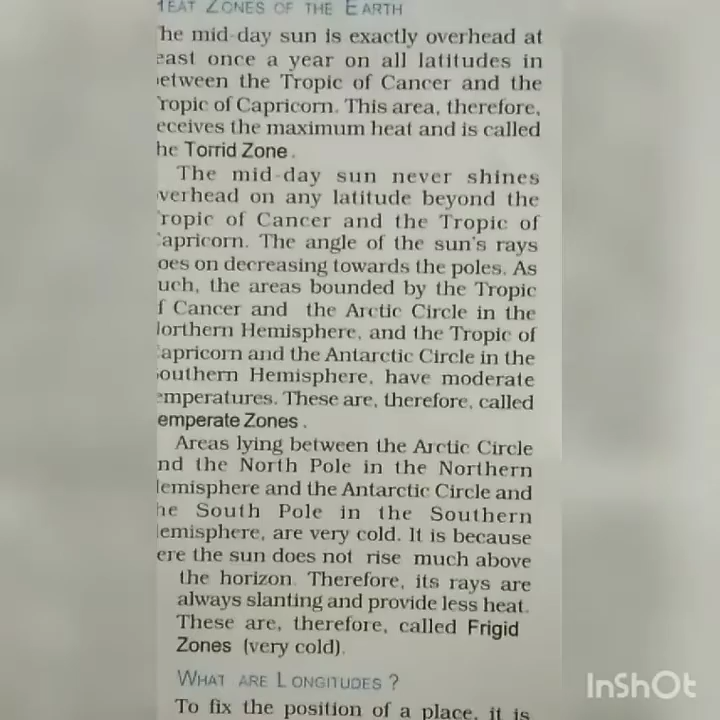 HEAT ZONES OF THE EARTH
The mid-day sun is exactly overhead at
least once a year on all latitudes in
between the Tropic of Cancer and the
Tropic of Capricorn. This area, therefore,
receives the maximum heat and is called
the Torrid Zone.
The mid-day sun never shines
overhead on any latitude beyond the
Tropic of Cancer and the Tropic of
Capricorn. The angle of the sun's rays
goes on decreasing towards the poles. As
such, the areas bounded by the Tropic
of Cancer and the Arctic Circle in the
Northern Hemisphere, and the Tropic of
Capricorn and the Antarctic Circle in the
Southern Hemisphere, have moderate
temperatures. These are, therefore, called
Temperate Zones.
Areas lying between the Arctic Circle
and the North Pole in the Northern
Hemisphere and the Antarctic Circle and
the South Pole in the Southern
Hemisphere, are very cold. It is because
here the sun does not rise much above
the horizon. Therefore, its rays are
always slanting and provide less heat.
These are, therefore, called Frigid
Zones (very cold).
WHAT ARE LONGITUDES ?
To fix the position of a place, it is
InShOt